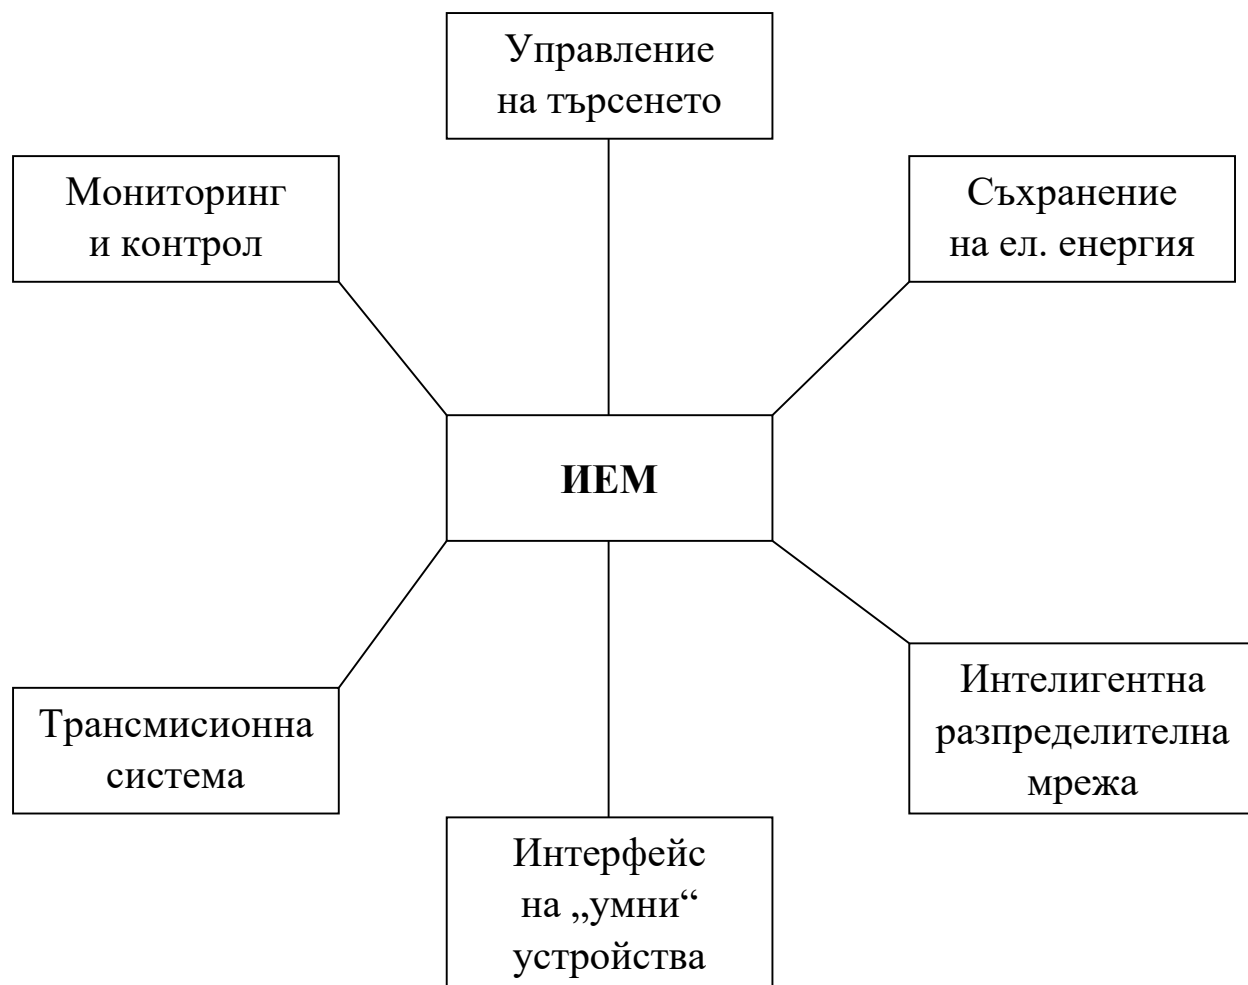 Управление
на търсенето
Мониторинг
и контрол
Съхранение
на ел. енергия
ИЕМ
Трансмисионна
система
Интелигентна
разпределителна
мрежа
Интерфейс
на „умни“
устройства